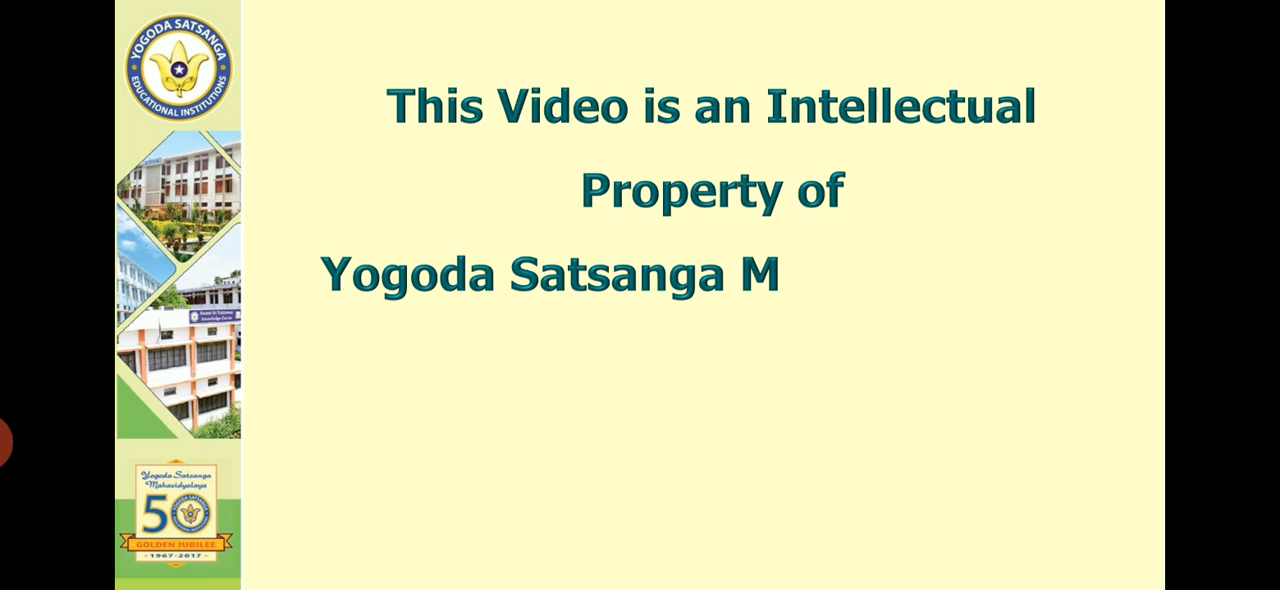 YOGODA SATSANGA
EDUCATIONAL INSTITUTIONS
This Video is an Intellectual
Property of
Yogoda Satsanga M
Yogoda Satsanga
Mahavidyalaya
50
GOLDEN JUBILEE
-1967-2017-